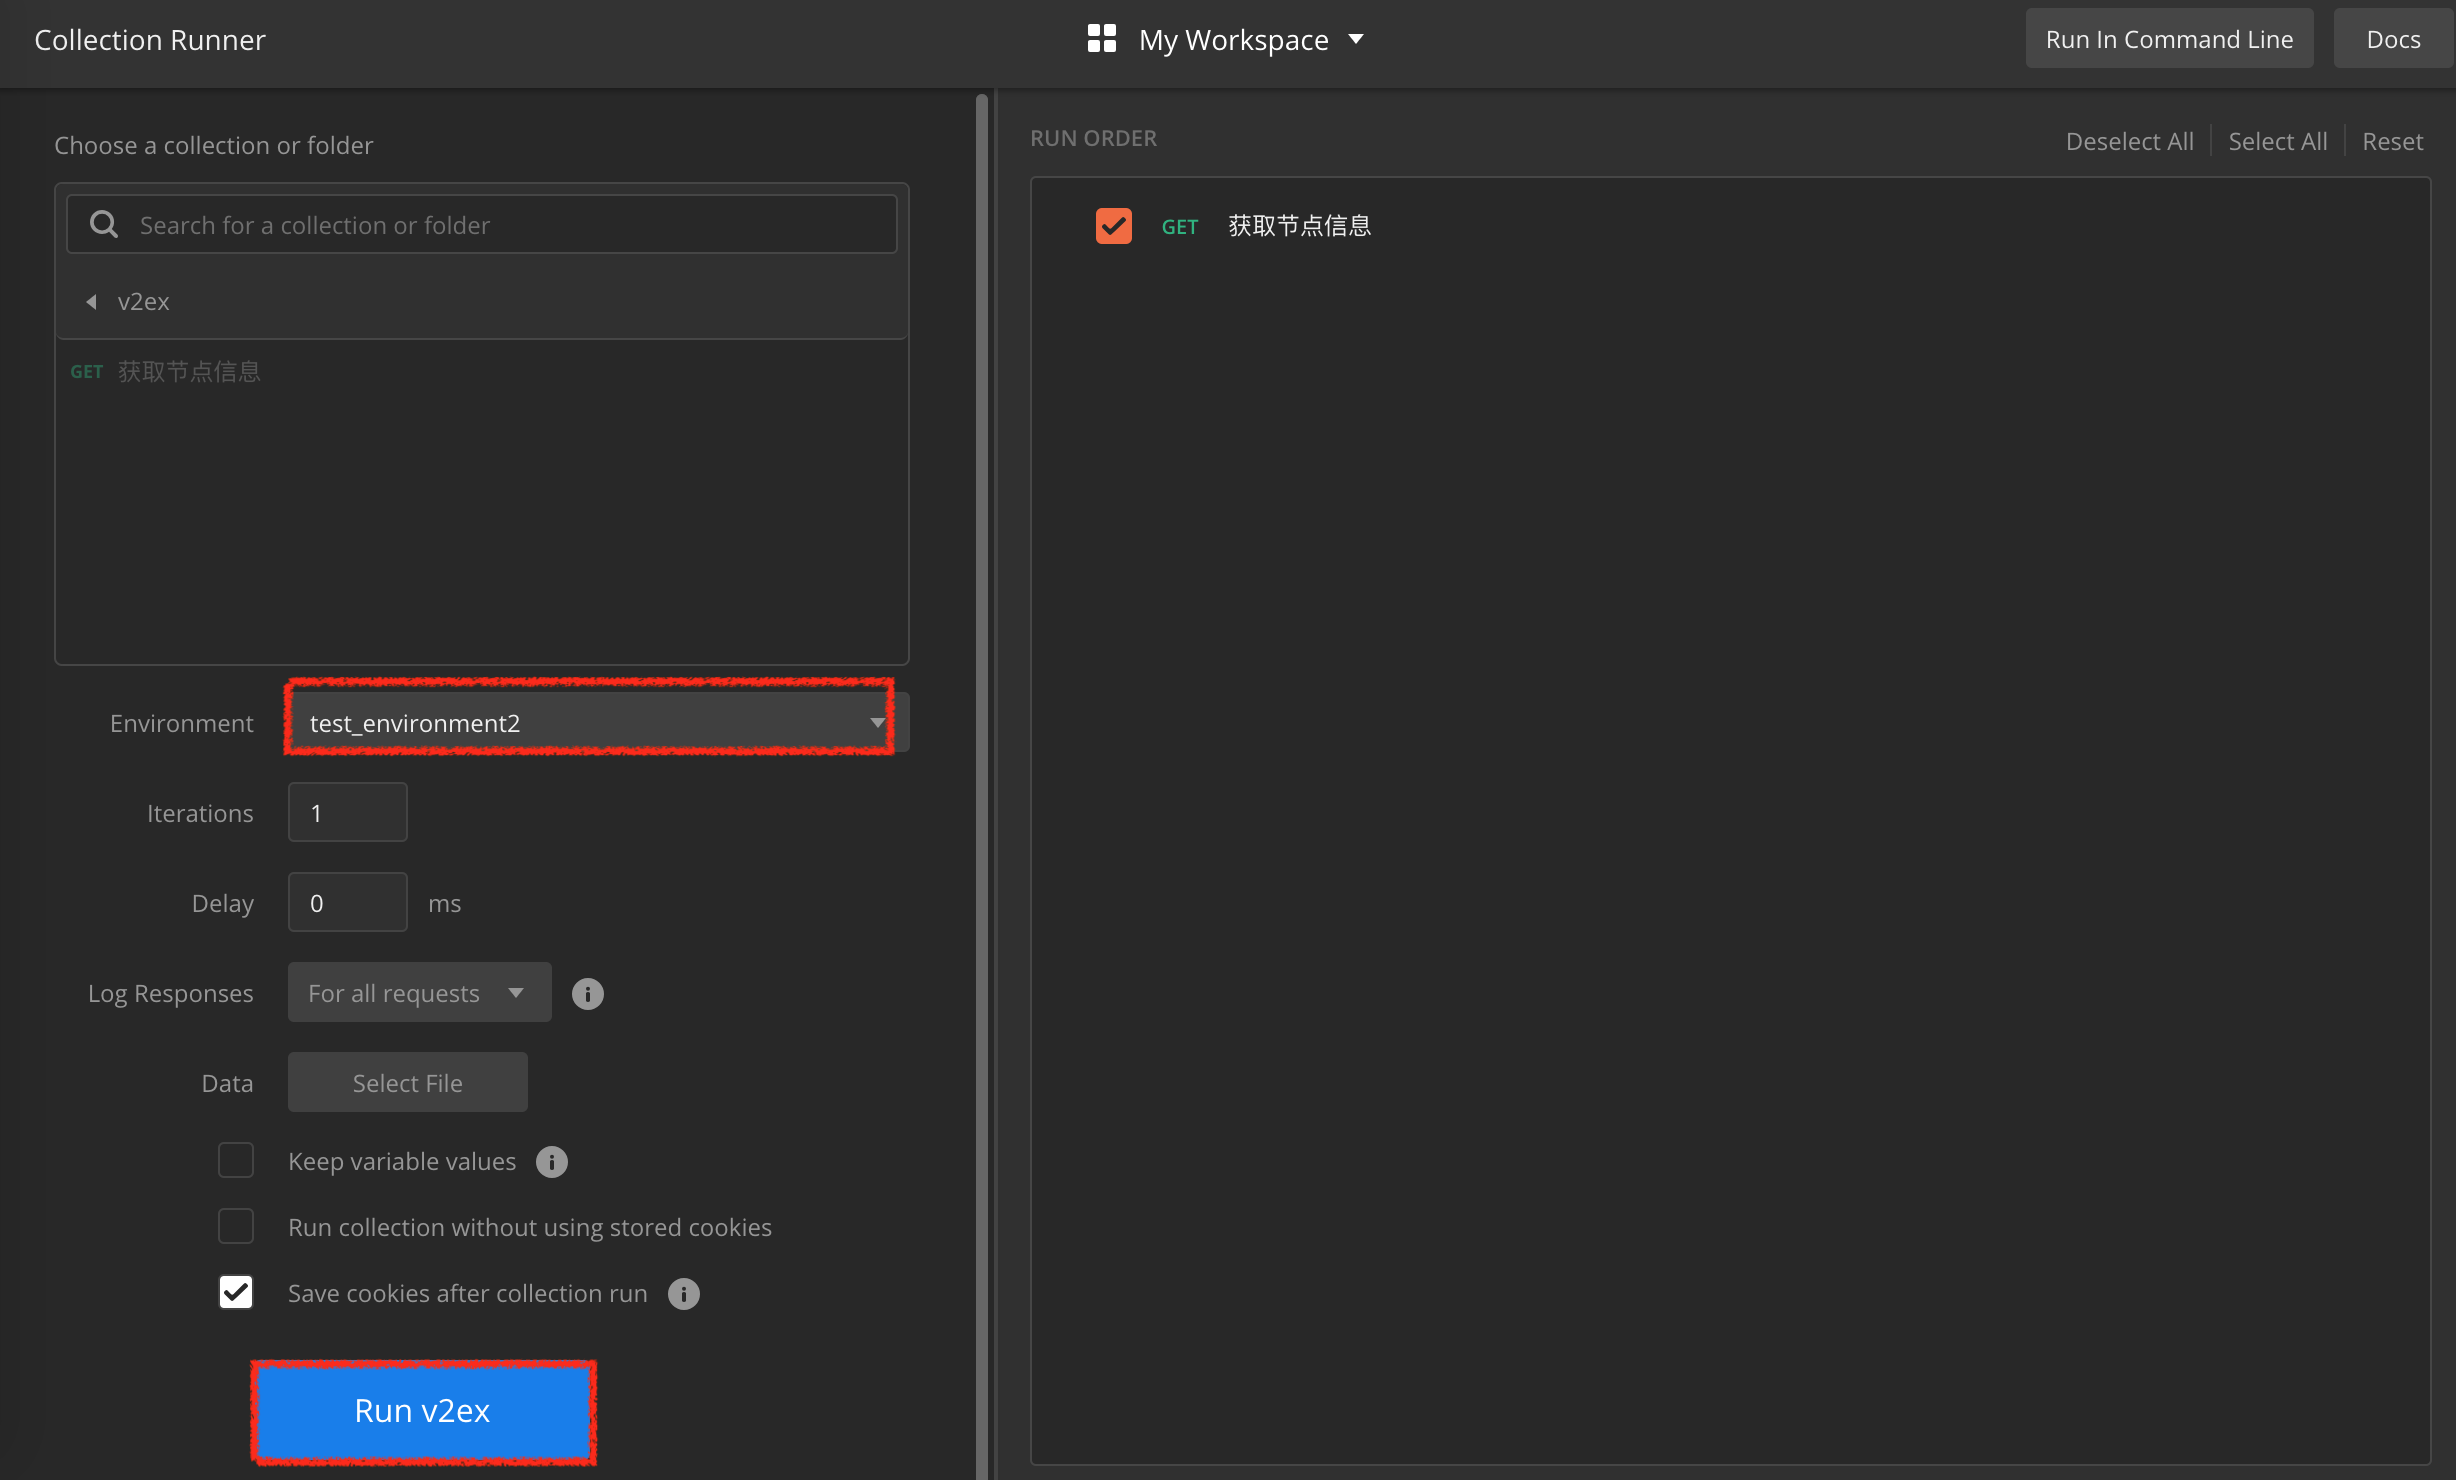 Collection Runner
My Workspace
Run In Command Line
Docs
Choose a collection or folder
Search for a collection or folder
v2ex
GET 获取节点信息
Environment test_environment2
Iterations 1
Delay 0 ms
Log Responses For all requests
Data Select File
Keep variable values
Run collection without using stored cookies
Save cookies after collection run
Run v2ex
RUN ORDER
Deselect All
Select All
Reset
GET 获取节点信息